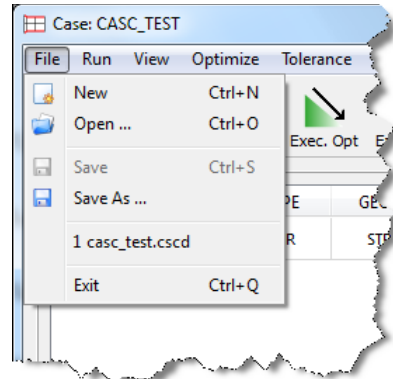 Case: CASC_TEST
File Run View Optimize Tolerance
New Ctrl+N
Open ... Ctrl+O
Exec. Opt
Save Ctrl+S
Save As ...
1 casc_test.cscd
Exit Ctrl+Q